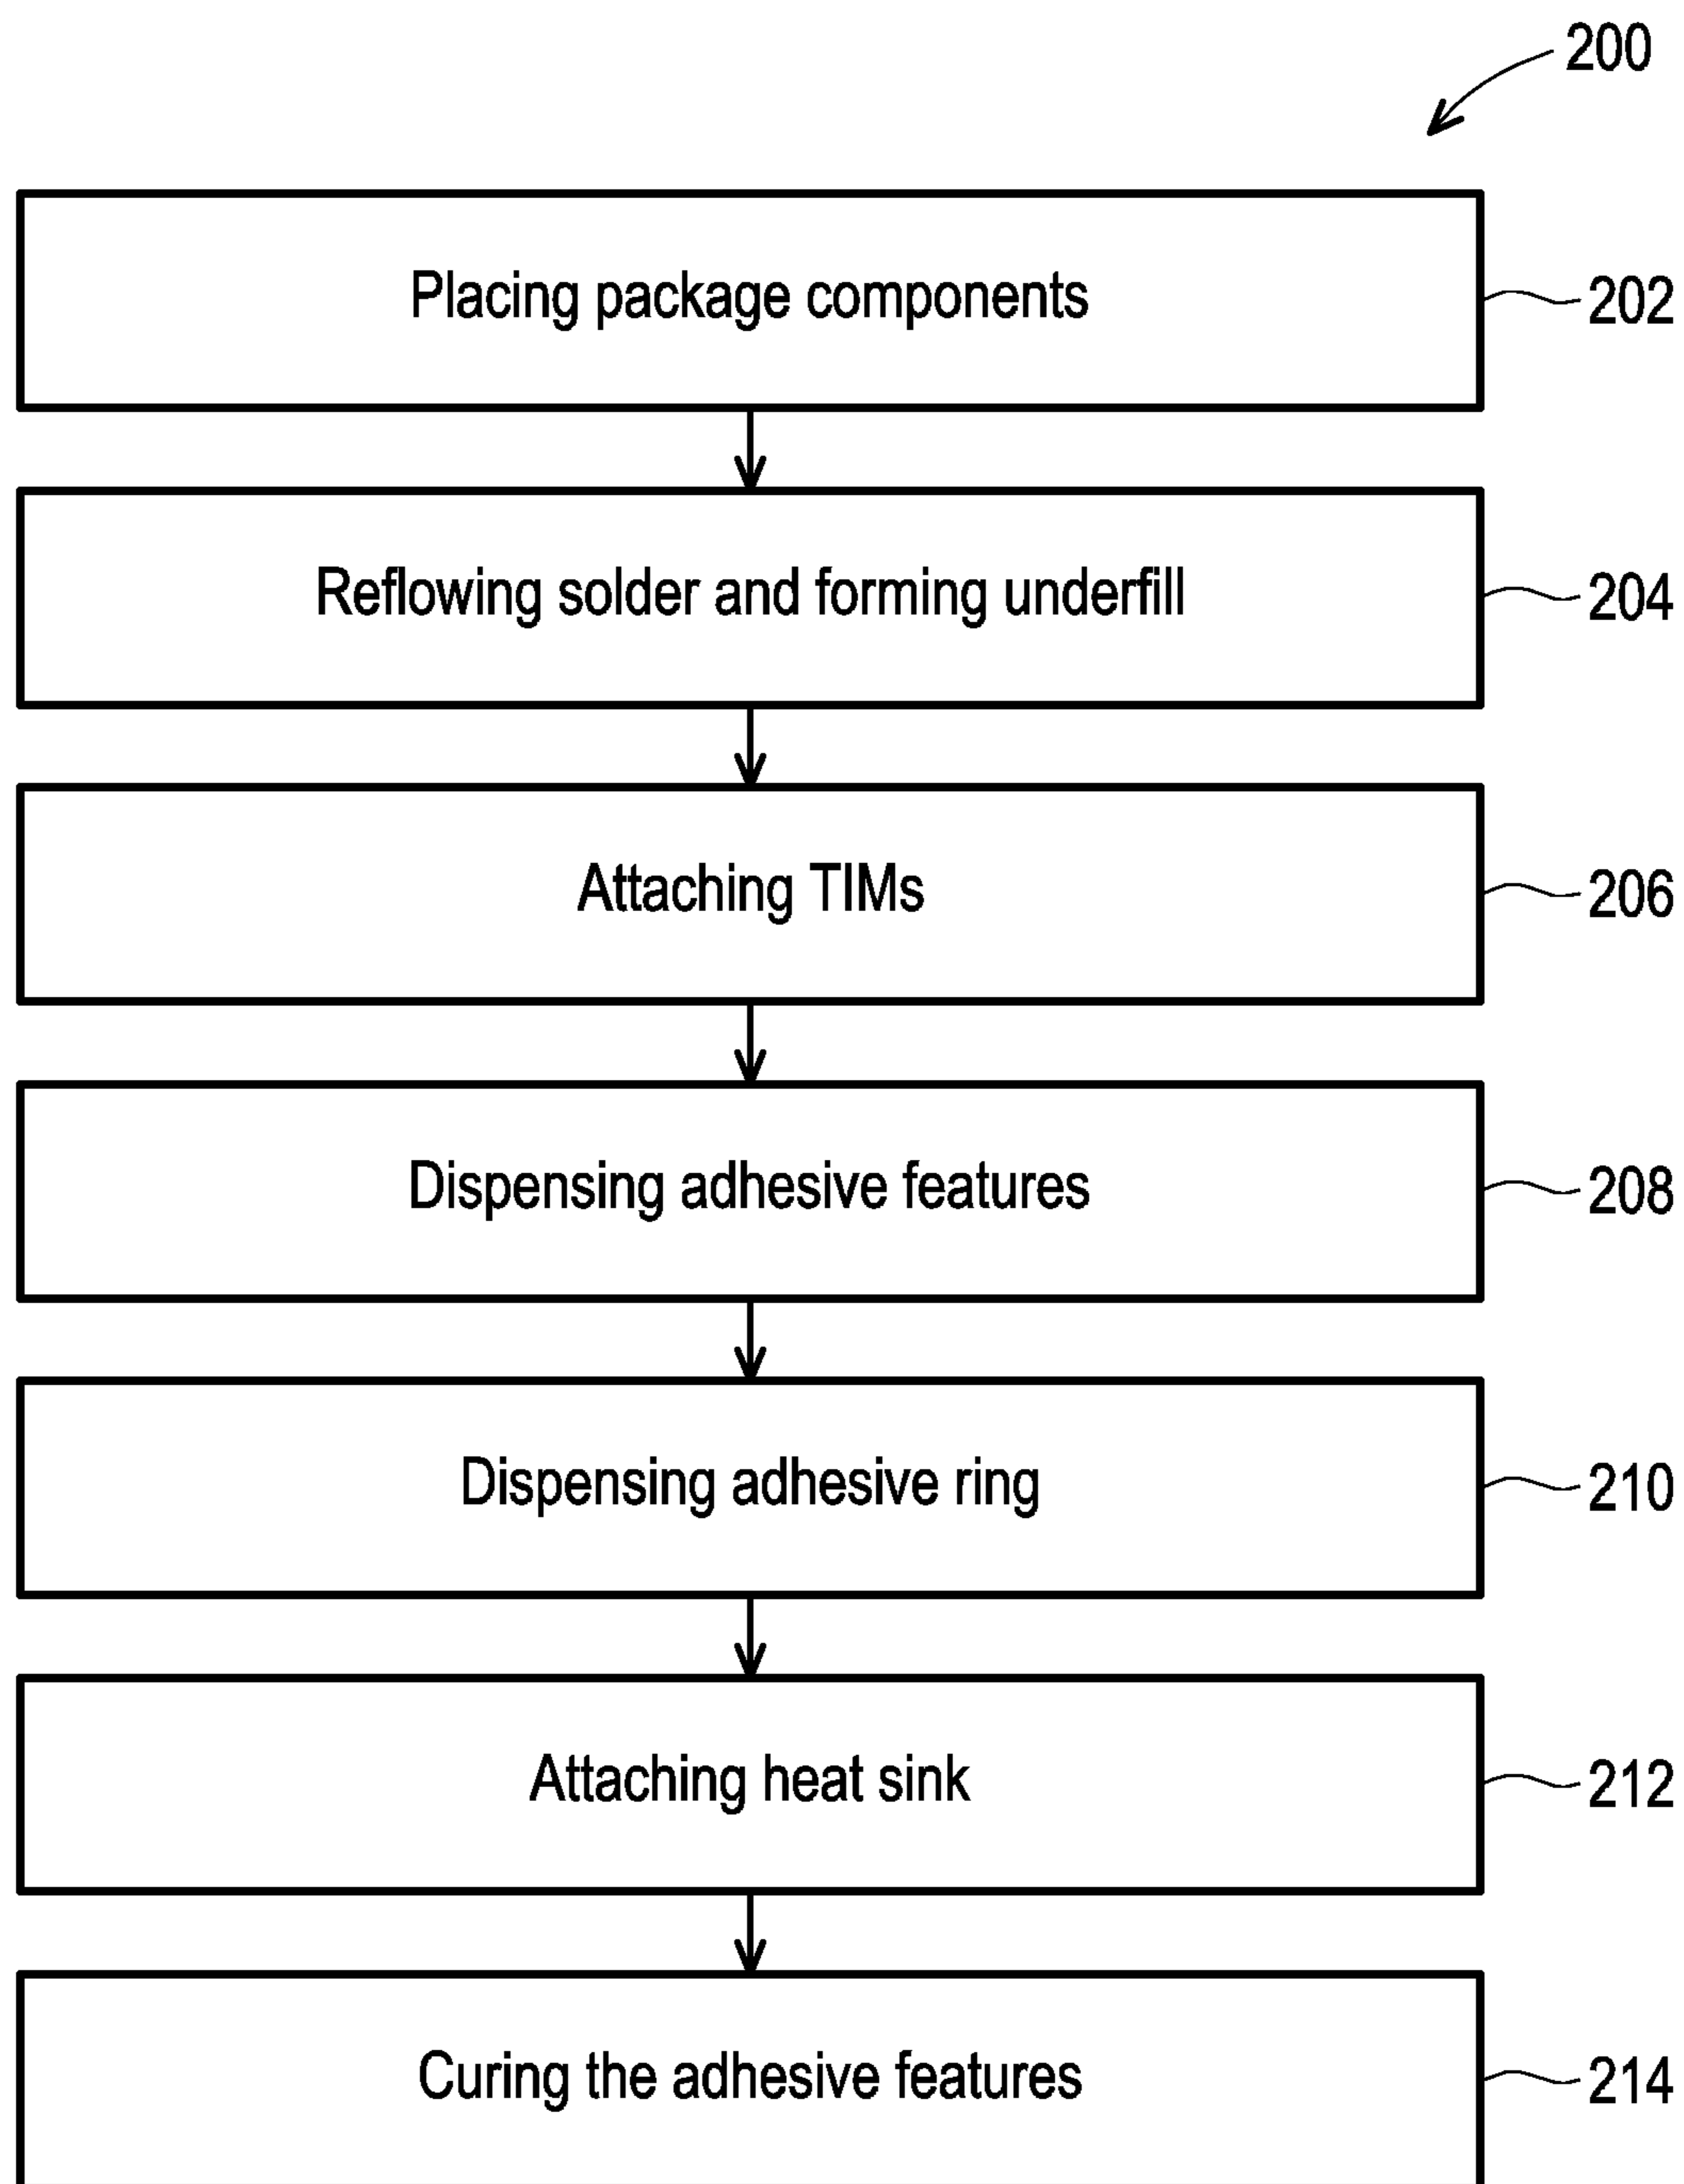 200
Placing package components
202
Reflowing solder and forming underfill
204
Attaching TIMs
206
Dispensing adhesive features
208
Dispensing adhesive ring
210
Attaching heat sink
212
Curing the adhesive features
214